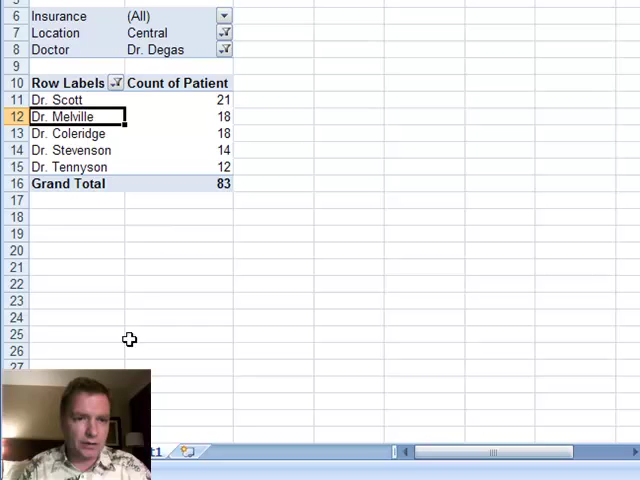 6 Insurance (All)
7 Location Central
8 Doctor Dr. Degas
9
10 Row Labels Count of Patient
11 Dr. Scott 21
12 Dr. Melville 18
13 Dr. Coleridge 18
14 Dr. Stevenson 14
15 Dr. Tennyson 12
16 Grand Total 83
17
18
19
20
21
22
23
24
25
26
27
t1